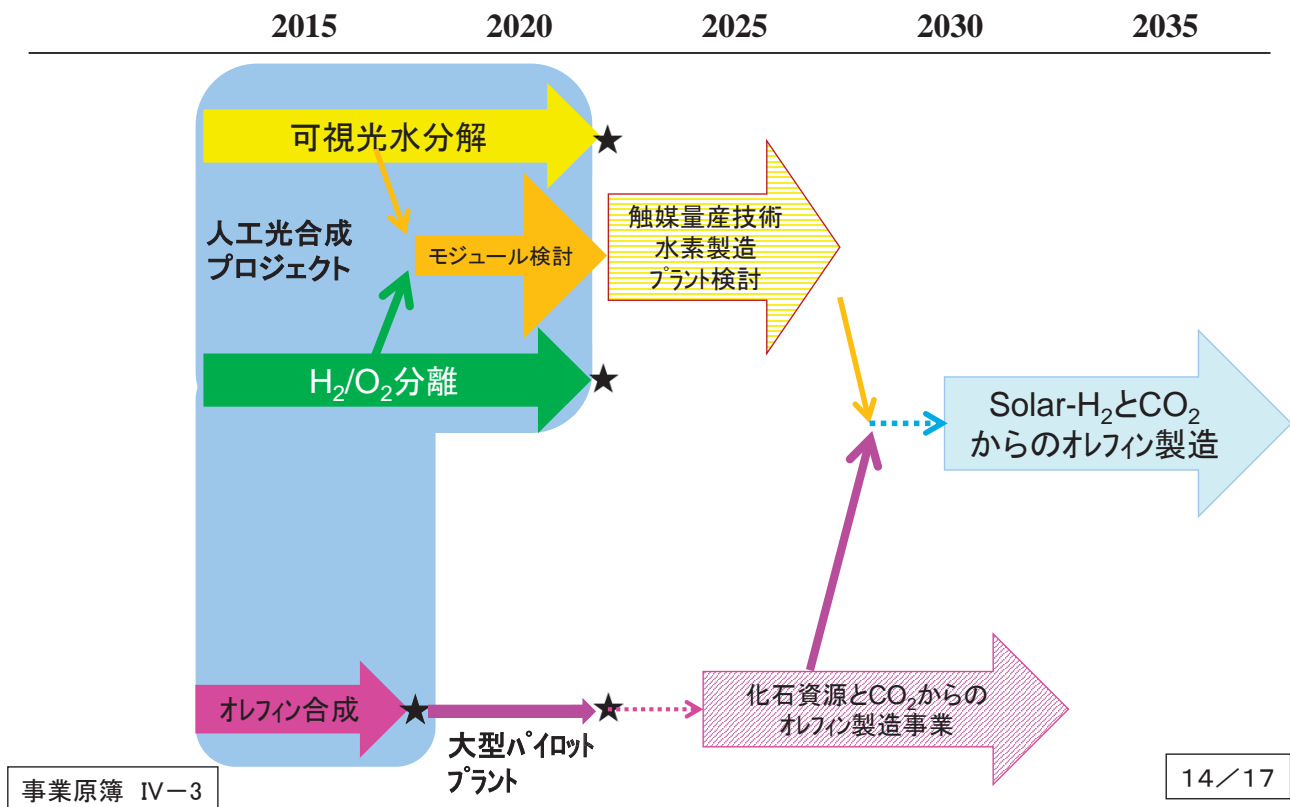 2015 2020 2025 2030 2035
可視光水分解
★
人工光合成
プロジェクト
モジュール検討
触媒量産技術
水素製造
プラント検討
H₂/O₂分離
★
Solar-H₂とCO₂
からのオレフィン製造
オレフィン合成
★
★
大型パイロット
プラント
化石資源とCO₂からの
オレフィン製造事業
事業原簿 Ⅳ-3
14/17